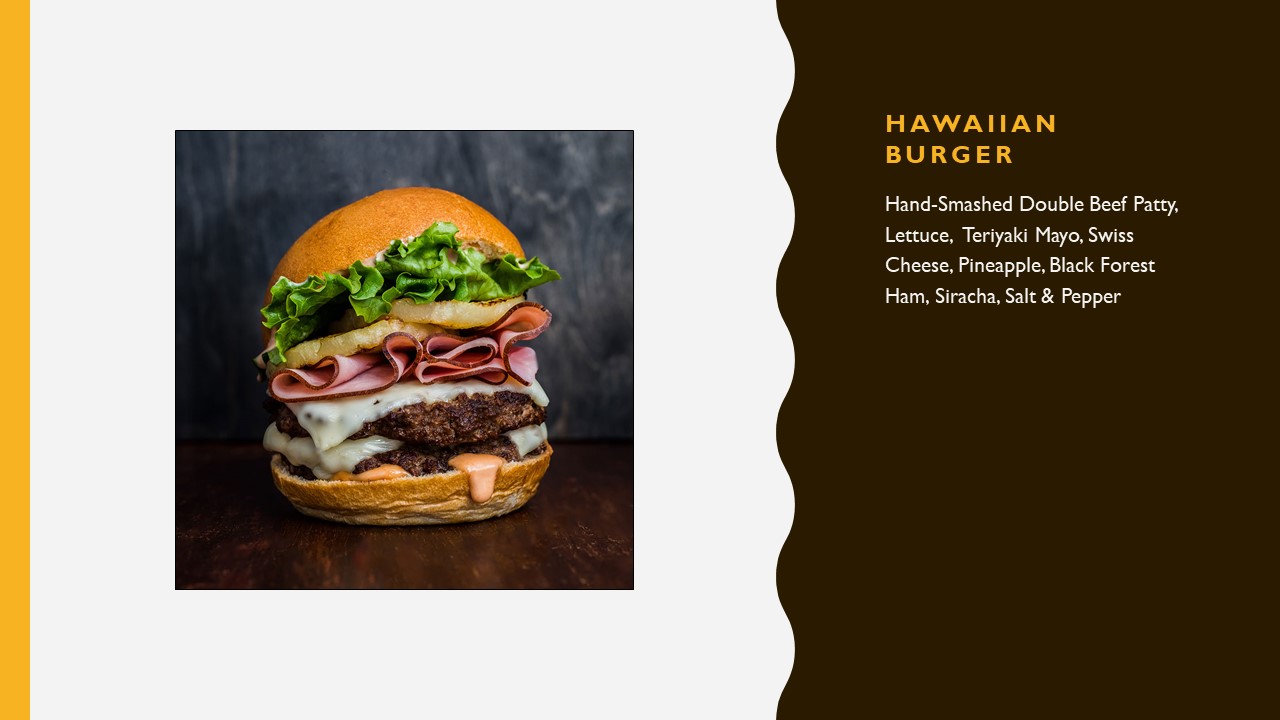 HAWAIIAN
BURGER
Hand-Smashed Double Beef Patty,
Lettuce,  Teriyaki Mayo, Swiss
Cheese, Pineapple, Black Forest
Ham, Siracha, Salt & Pepper